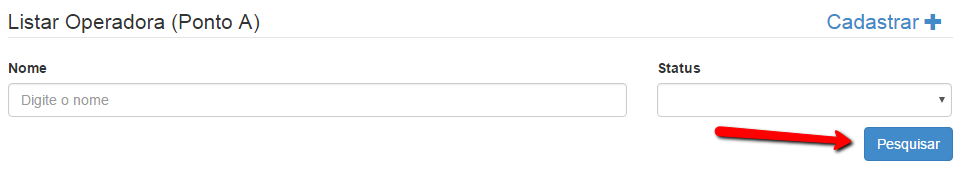 Listar Operadora (Ponto A) Cadastrar
Nome Status
Digite o nome
Pesquisar